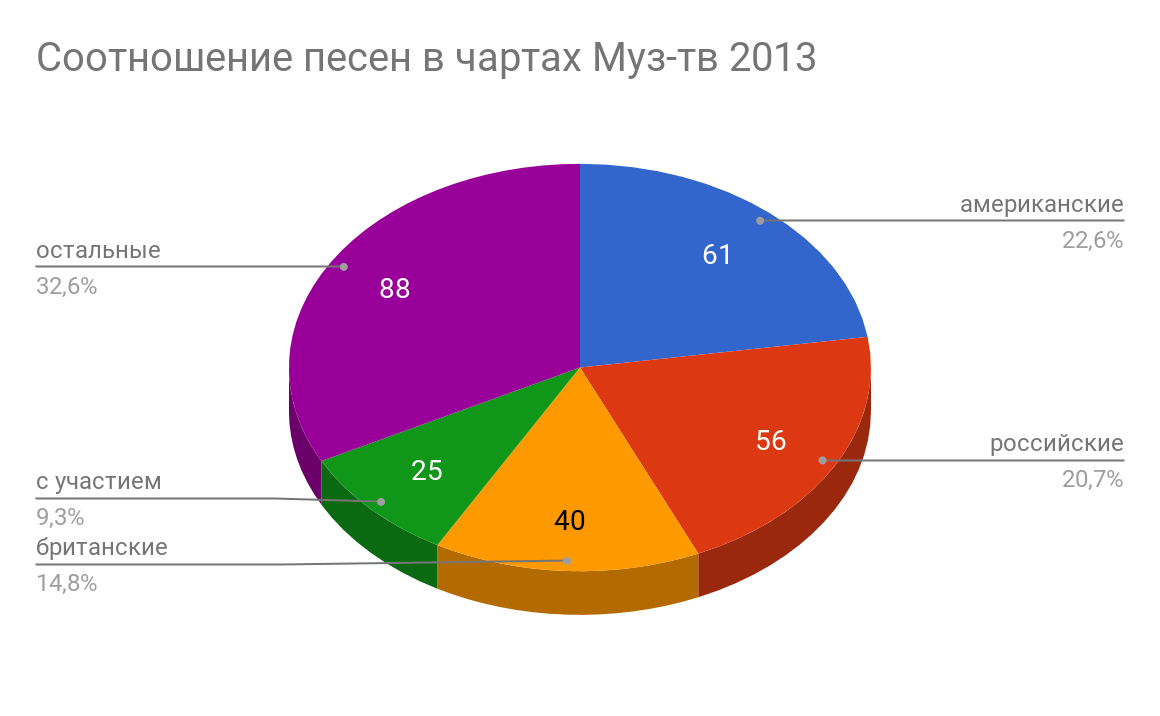 Соотношение песен в чартах Муз-тв 2013
американские
22,6%
61
остальные
32,6%
88
российские
20,7%
56
с участием
9,3%
25
британские
14,8%
40